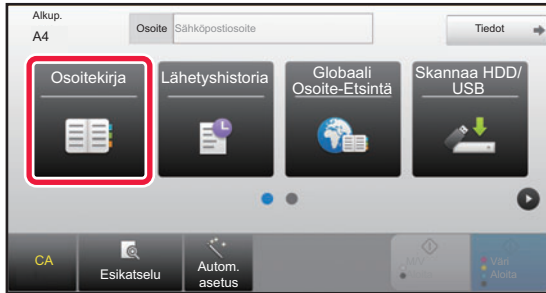 Alkup.
A4
Osoite
Sähköpostiosoite
Tiedot
Osoitekirja
Lähetyshistoria
Globaali
Osoite-Etsintä
Skannaa HDD/
USB
CA
Esikatselu
Autom.
asetus
M/V
Aloita
Väri
Aloita